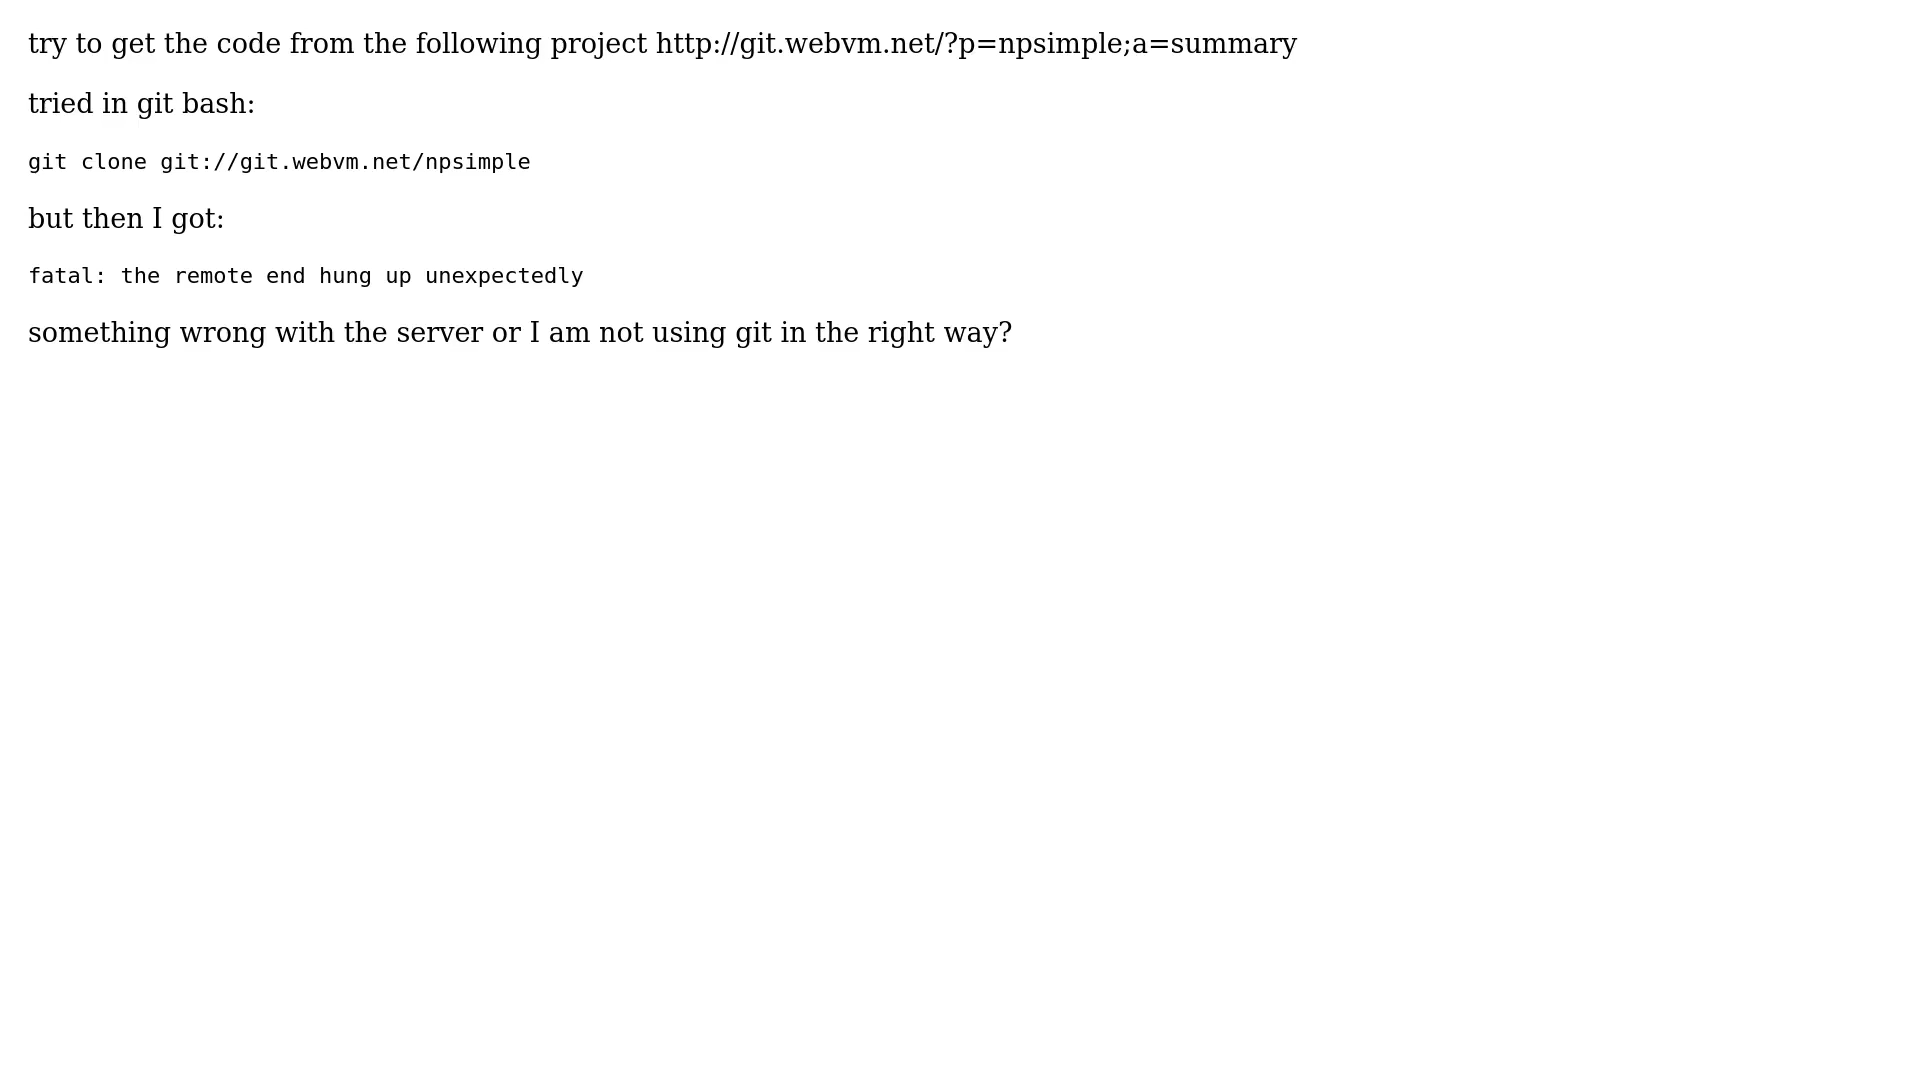 try to get the code from the following project http://git.webvm.net/?p=npsimple;a=summary
tried in git bash:
git clone git://git.webvm.net/npsimple
but then I got:
fatal: the remote end hung up unexpectedly
something wrong with the server or I am not using git in the right way?